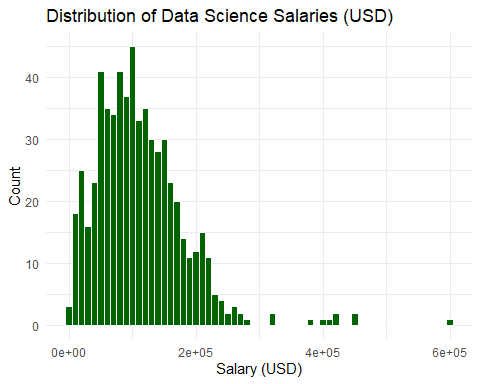 Distribution of Data Science Salaries (USD)
Count
40
30
20
10
0
0e+00 2e+05 4e+05 6e+05
Salary (USD)